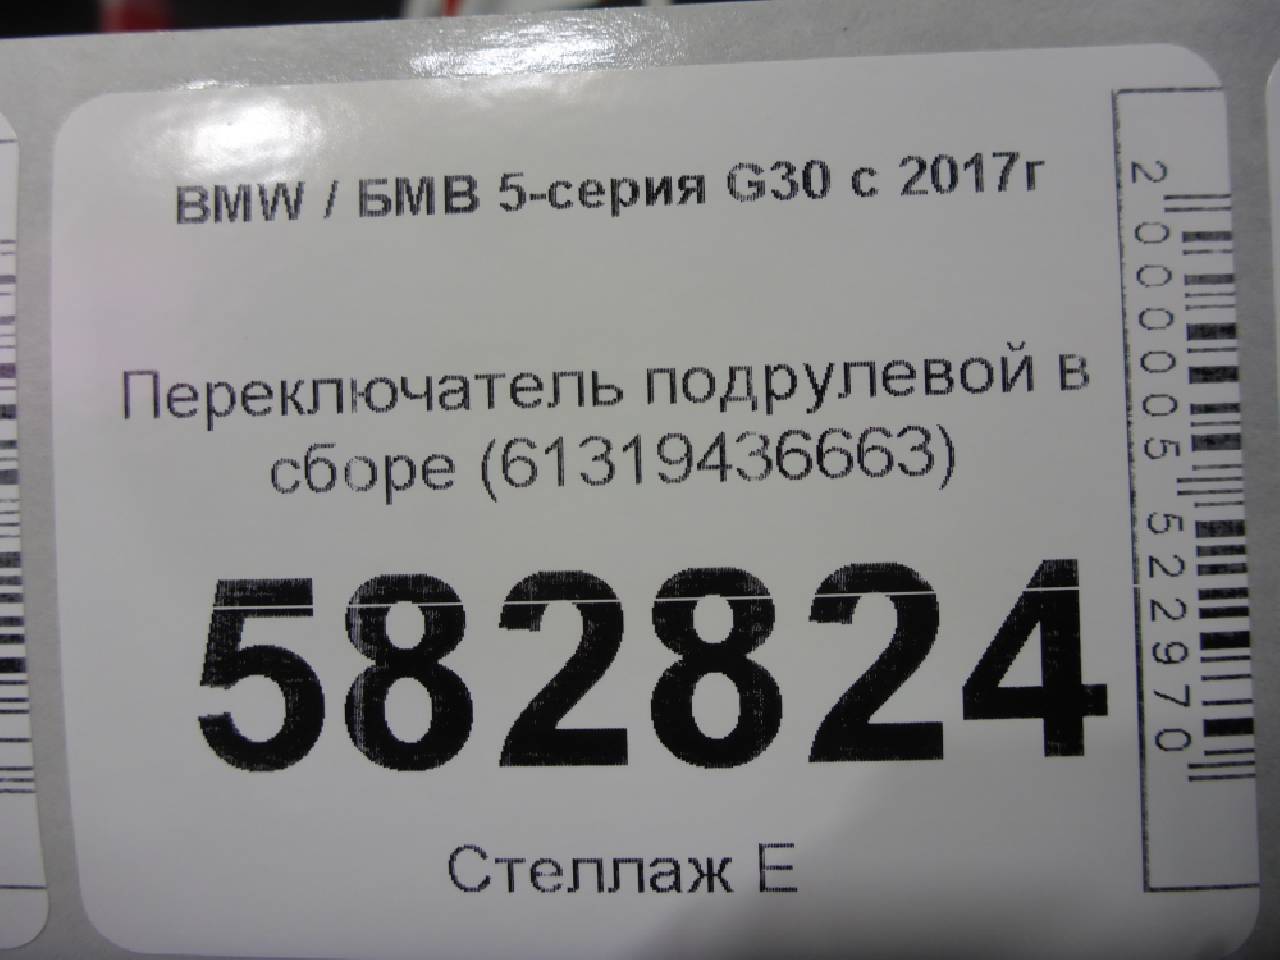 BMW / БМВ 5-серия G30 с 2017г
Переключатель подрулевой в
сборе (61319436663)
582824
Стеллаж Е
2000005522970